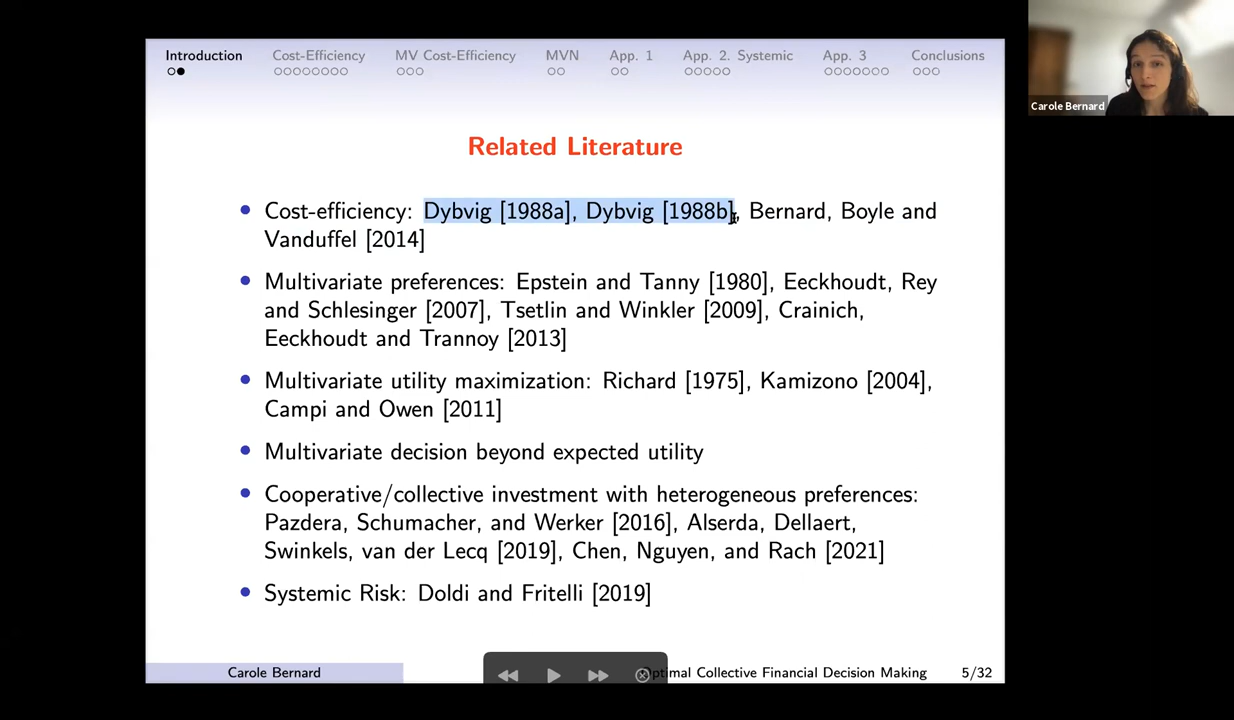 Introduction Cost-Efficiency MV Cost-Efficiency MVN App. 1 App. 2. Systemic App. 3 Conclusions
Carole Bernard
Related Literature
Cost-efficiency: Dybvig [1988a], Dybvig [1988b], Bernard, Boyle and
Vanduffel [2014]
Multivariate preferences: Epstein and Tanny [1980], Eeckhoudt, Rey
and Schlesinger [2007], Tsetlin and Winkler [2009], Crainich,
Eeckhoudt and Trannoy [2013]
Multivariate utility maximization: Richard [1975], Kamizono [2004],
Campi and Owen [2011]
Multivariate decision beyond expected utility
Cooperative/collective investment with heterogeneous preferences:
Pazdera, Schumacher, and Werker [2016], Alserda, Dellaert,
Swinkels, van der Lecq [2019], Chen, Nguyen, and Rach [2021]
Systemic Risk: Doldi and Fritelli [2019]
Carole Bernard Optimal Collective Financial Decision Making 5/32